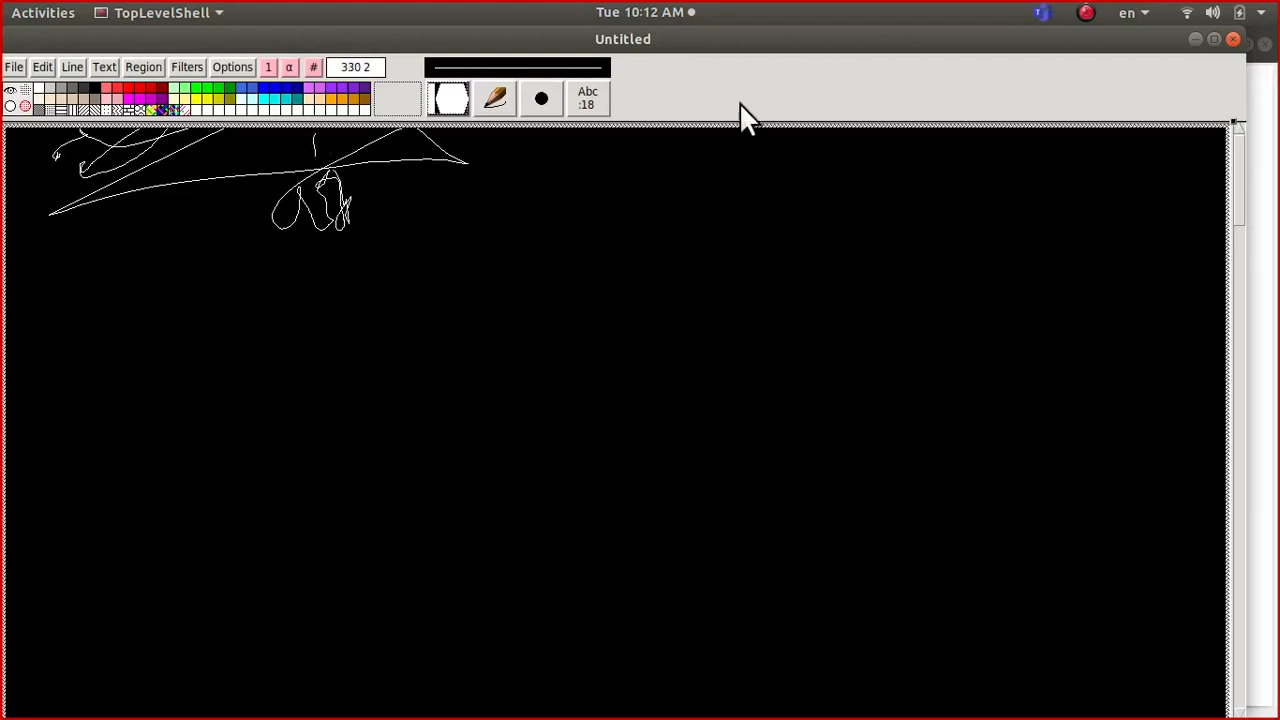 Activities TopLevelShell Tue 10:12 AM en
Untitled
File Edit Line Text Region Filters Options 1 α # 330 2
Abc
:18